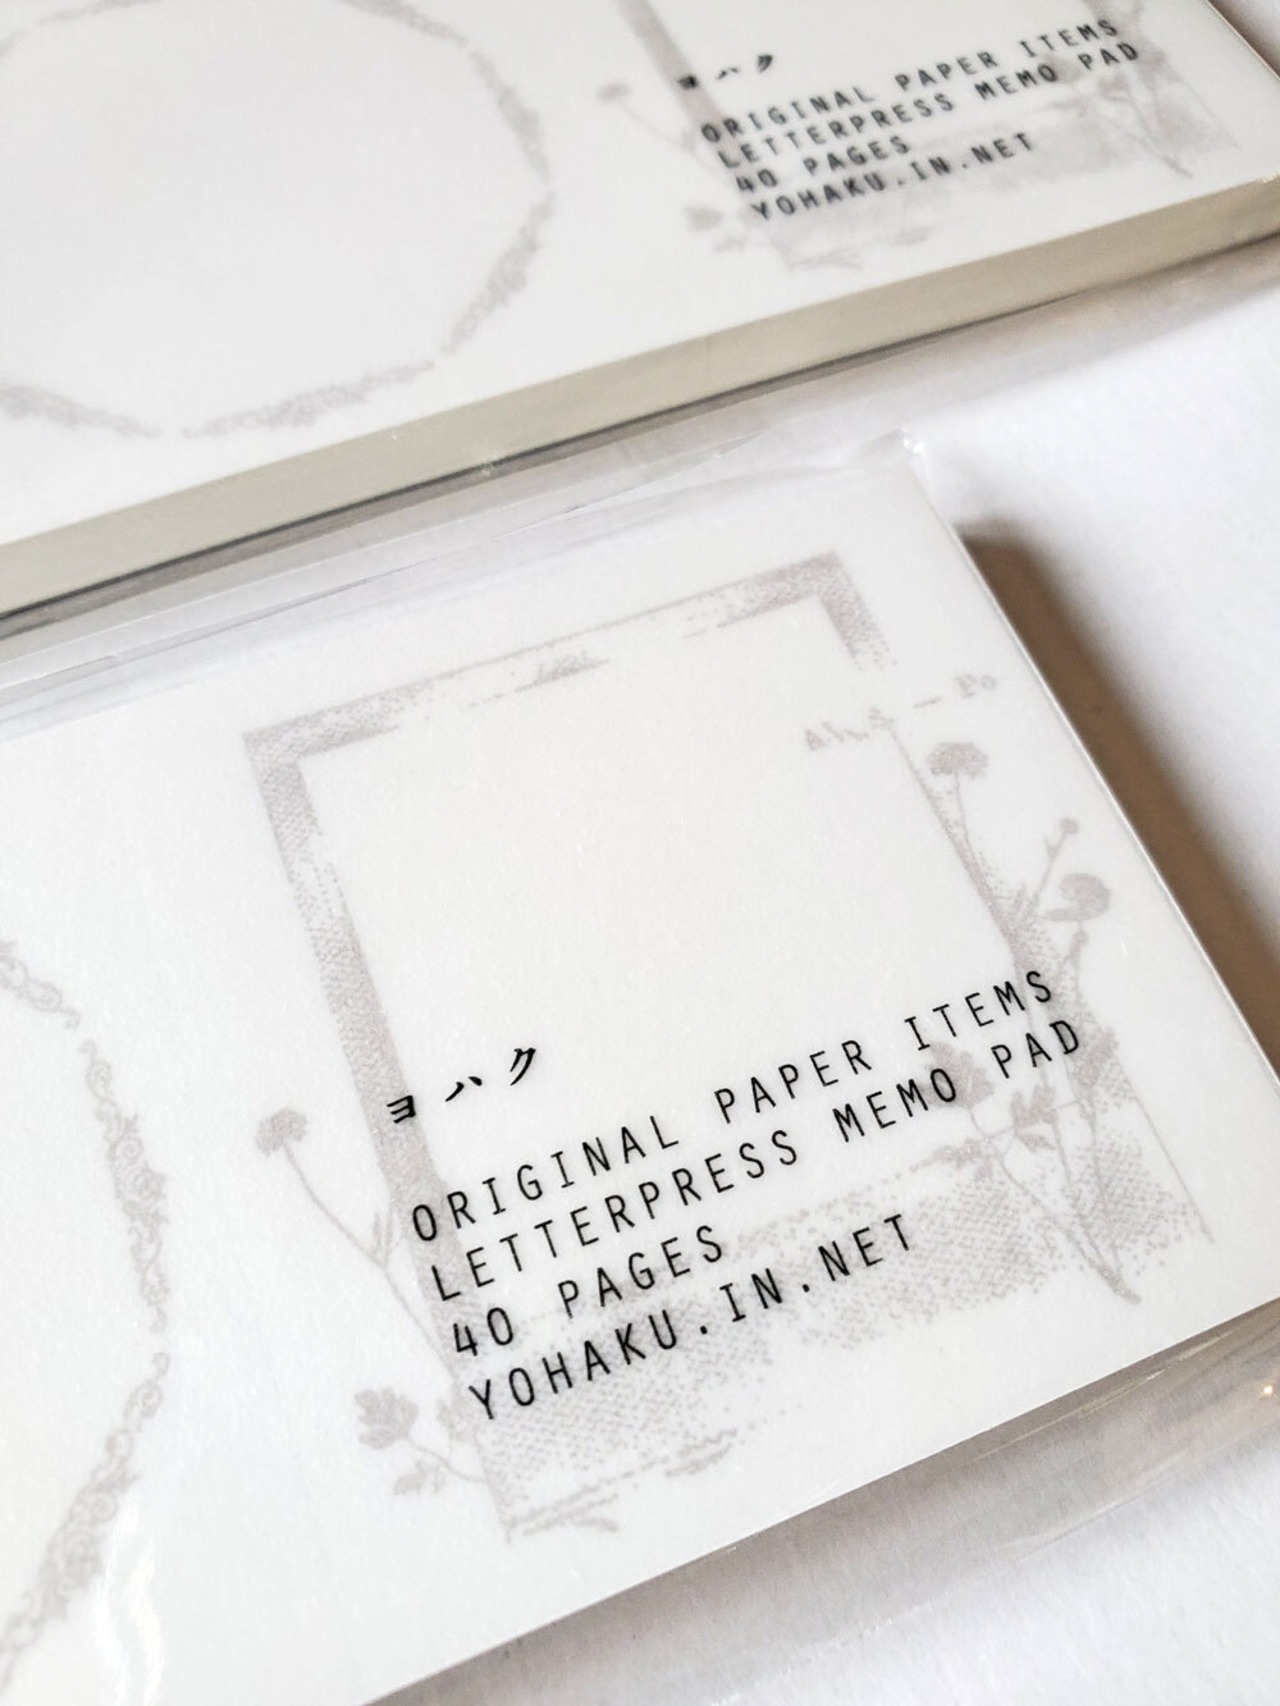 ヨハク
ORIGINAL PAPER ITEMS
LETTERPRESS MEMO PAD
40 PAGES
YOHAKU.IN.NET
ヨハク
ORIGINAL PAPER ITEMS
LETTERPRESS MEMO PAD
40 PAGES
YOHAKU.IN.NET